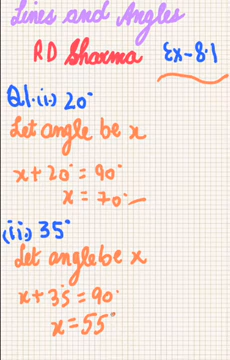 Lines and Angles
RD Sharma Ex-8.1
Q1.(i.) 20°
Let angle be x
x + 20° = 90°
x = 70°
(ii.) 35°
Let angle be x
x + 35 = 90°
x = 55°